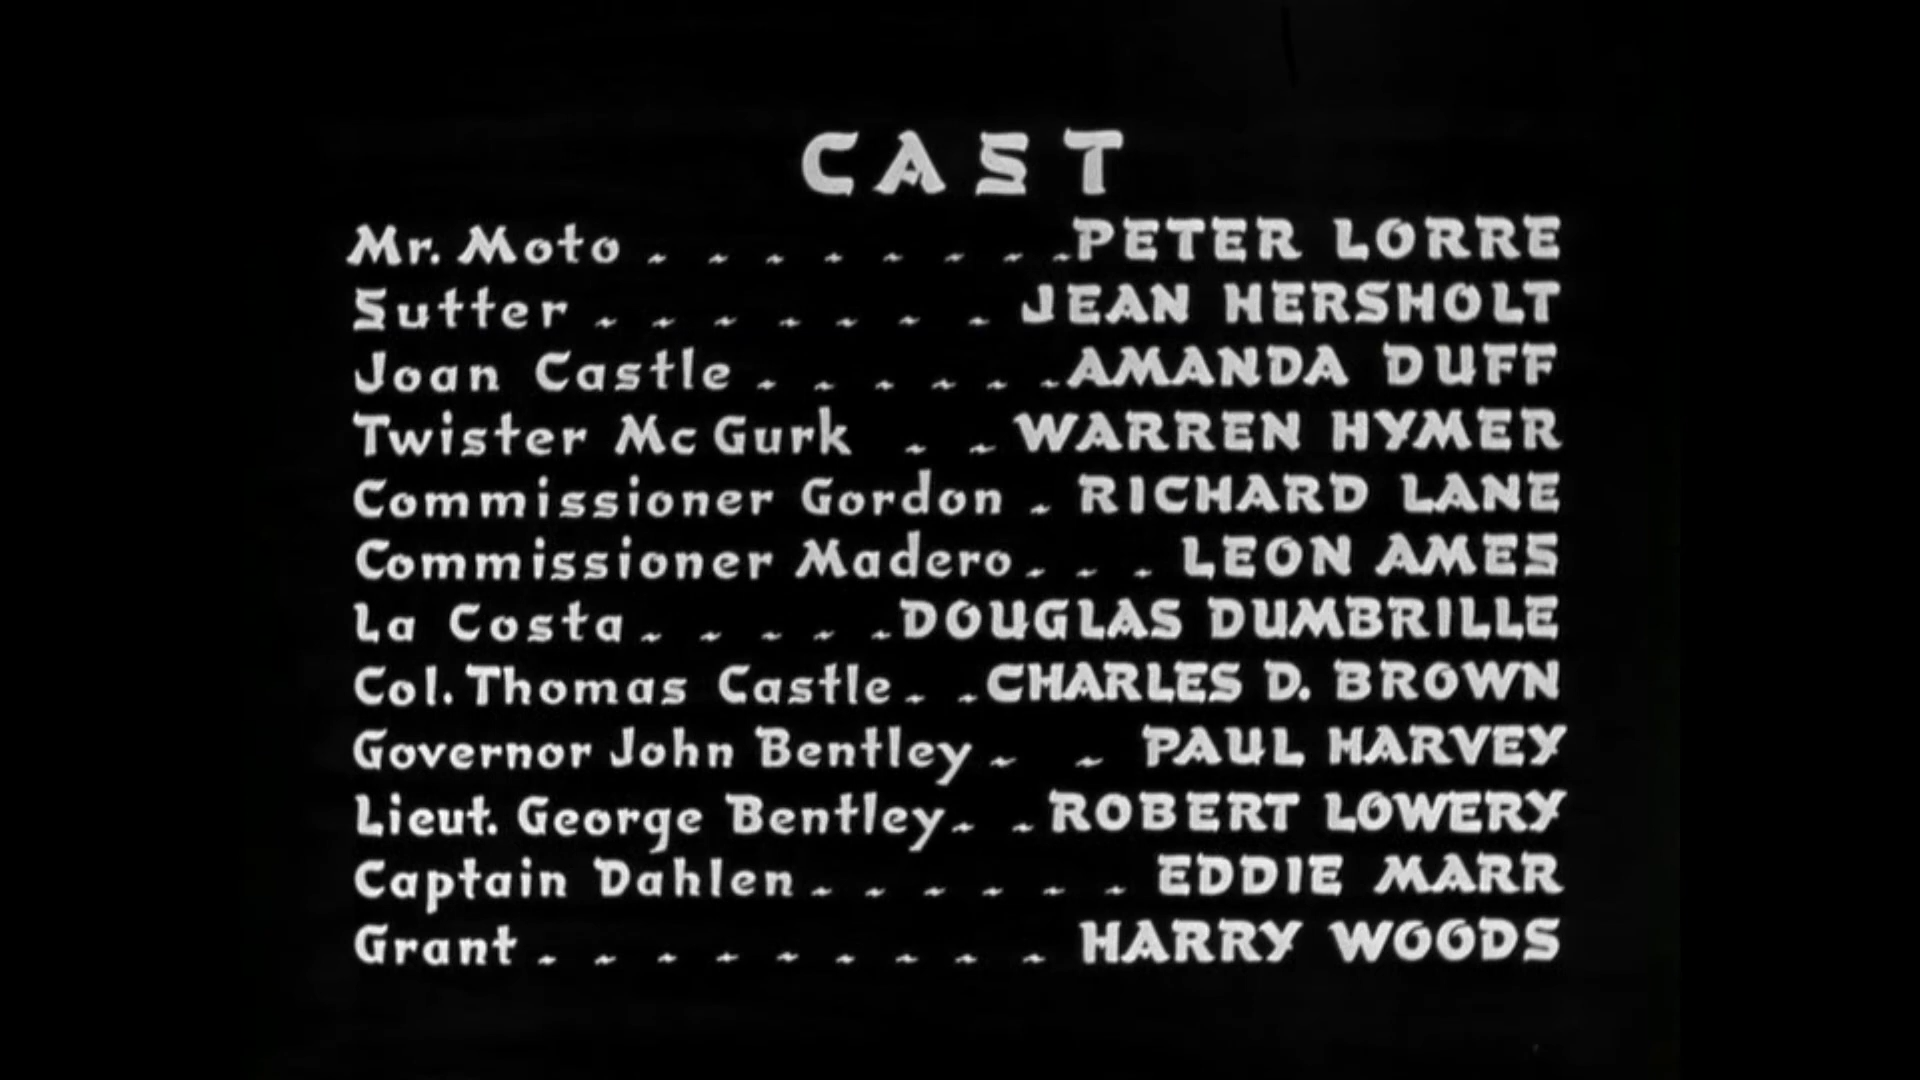 CAST
Mr. Moto . . . . . . . . PETER LORRE
Sutter . . . . . . . JEAN HERSHOLT
Joan Castle . . . . . . AMANDA DUFF
Twister McGurk . . WARREN HYMER
Commissioner Gordon . RICHARD LANE
Commissioner Madero . . . LEON AMES
La Costa . . . . . DOUGLAS DUMBRILLE
Col. Thomas Castle . . CHARLES D. BROWN
Governor John Bentley . . PAUL HARVEY
Lieut. George Bentley . . ROBERT LOWERY
Captain Dahlen . . . . . . EDDIE MARR
Grant . . . . . . . . . HARRY WOODS